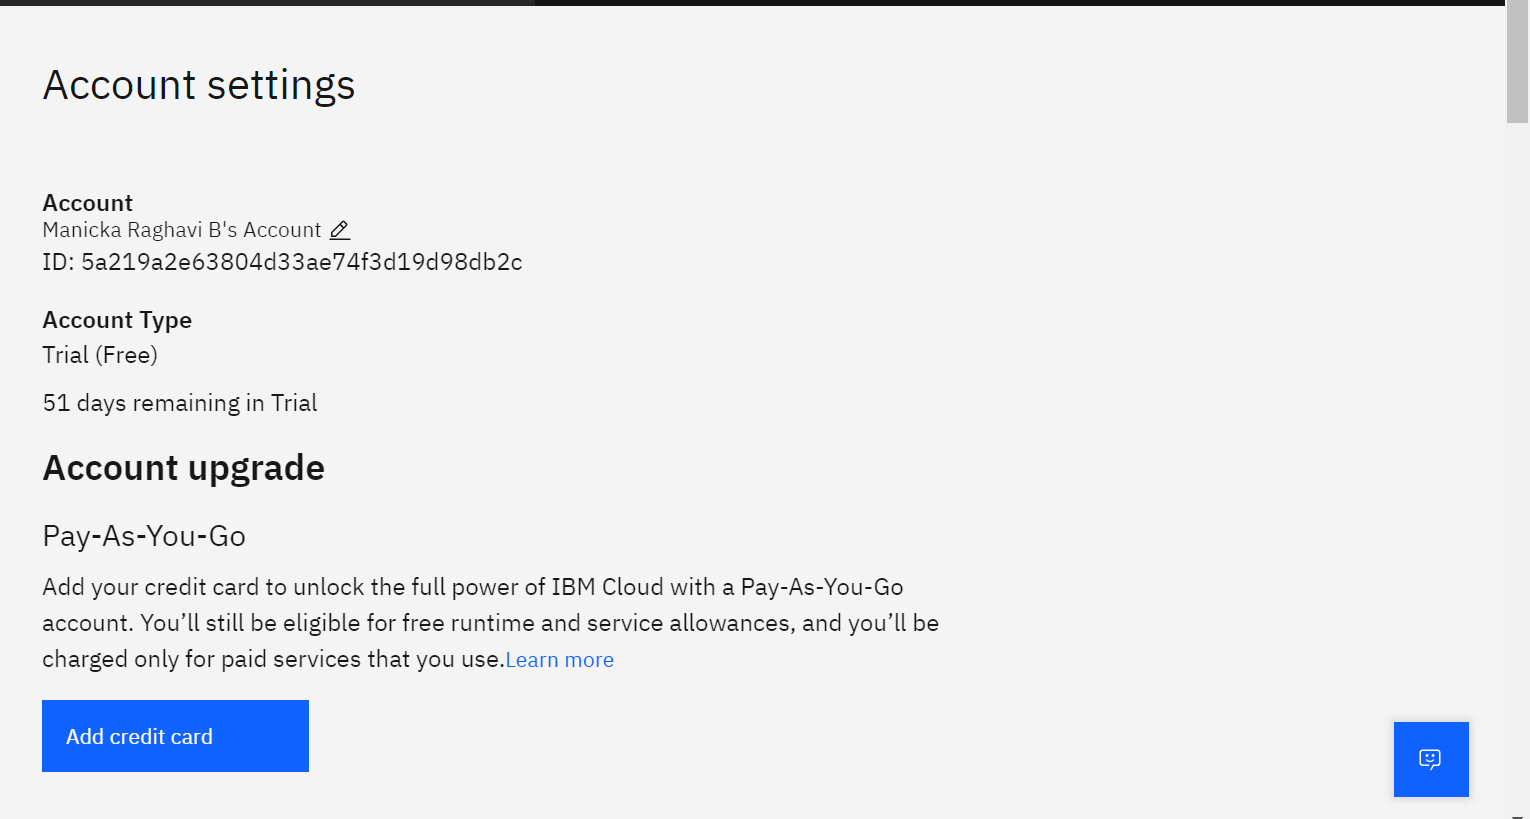 Account settings
Account
Manicka Raghavi B's Account
ID: 5a219a2e63804d33ae74f3d19d98db2c
Account Type
Trial (Free)
51 days remaining in Trial
Account upgrade
Pay-As-You-Go
Add your credit card to unlock the full power of IBM Cloud with a Pay-As-You-Go
account. You’ll still be eligible for free runtime and service allowances, and you’ll be
charged only for paid services that you use.Learn more
Add credit card